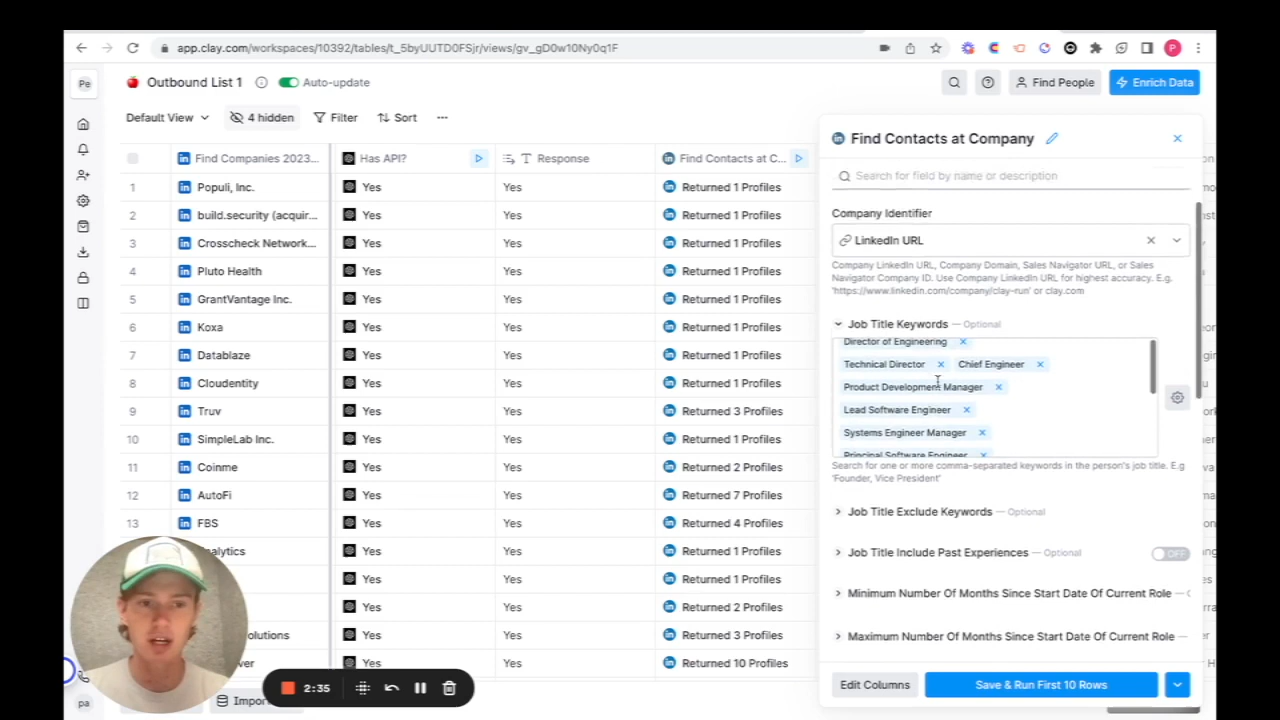 app.clay.com/workspaces/10392/tables/t_5byUUTD0FSjr/views/gv_gD0w10Ny0q1F
P
Pe
Outbound List 1
Auto-update
Find People
Enrich Data
Default View
4 hidden
Filter
Sort
Find Companies 2023...
Has API?
Response
Find Contacts at C...
1 Populi, Inc. Yes Yes Returned 1 Profiles
2 build.security (acquir... Yes Yes Returned 1 Profiles
3 Crosscheck Network... Yes Yes Returned 1 Profiles
4 Pluto Health Yes Yes Returned 1 Profiles
5 GrantVantage Inc. Yes Yes Returned 1 Profiles
6 Koxa Yes Yes Returned 1 Profiles
7 Datablaze Yes Yes Returned 1 Profiles
8 Cloudentity Yes Yes Returned 1 Profiles
9 Truv Yes Yes Returned 3 Profiles
10 SimpleLab Inc. Yes Yes Returned 1 Profiles
11 Coinme Yes Yes Returned 2 Profiles
12 AutoFi Yes Yes Returned 7 Profiles
13 FBS Yes Yes Returned 4 Profiles
Yes Yes Returned 1 Profiles
Yes Yes Returned 1 Profiles
Yes Yes Returned 2 Profiles
Yes Yes Returned 3 Profiles
Yes Yes Returned 10 Profiles
2:35
pa
Find Contacts at Company
Search for field by name or description
Company Identifier
LinkedIn URL
Company LinkedIn URL, Company Domain, Sales Navigator URL, or Sales
Navigator Company ID. Use Company LinkedIn URL for highest accuracy. E.g.
'https://www.linkedin.com/company/clay-run' or clay.com
Job Title Keywords — Optional
Director of Engineering
Technical Director Chief Engineer
Product Development Manager
Lead Software Engineer
Systems Engineer Manager
Principal Software Engineer
Search for one or more comma-separated keywords in the person's job title. E.g
'Founder, Vice President'
Job Title Exclude Keywords — Optional
Job Title Include Past Experiences — Optional
OFF
Minimum Number Of Months Since Start Date Of Current Role —
Maximum Number Of Months Since Start Date Of Current Role —
Edit Columns
Save & Run First 10 Rows